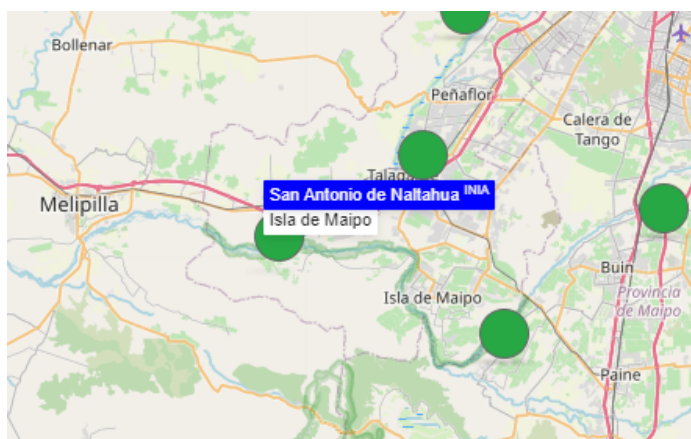 Bollenar
Peñaflor
Calera de
Tango
San Antonio de Naltahua INIA
Isla de Maipo
Melipilla
Buin
Isla de Maipo
Provincia
de Maipo
Paine